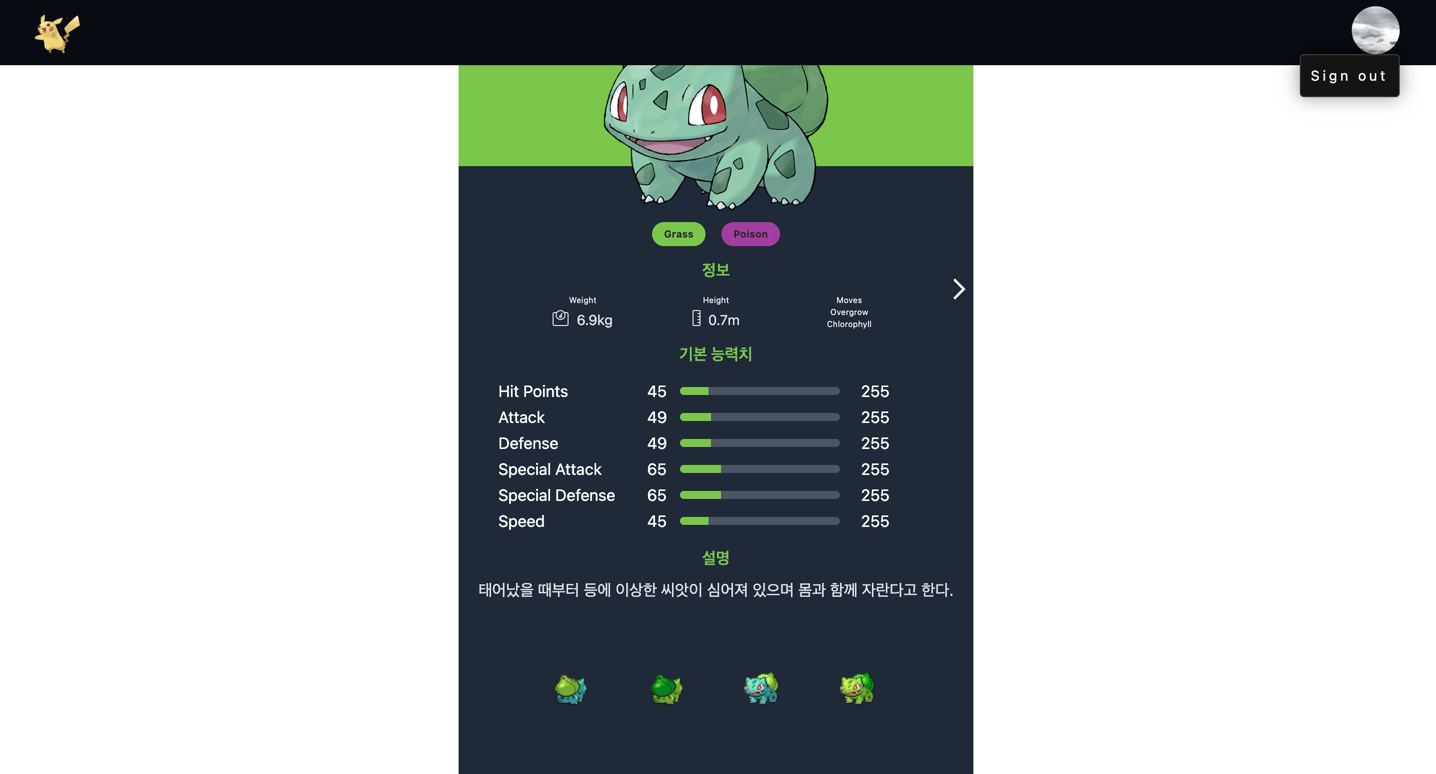 Sign out
Grass Poison
정보
Weight Height Moves
6.9kg 0.7m Overgrow
Chlorophyll
기본 능력치
Hit Points 45 255
Attack 49 255
Defense 49 255
Special Attack 65 255
Special Defense 65 255
Speed 45 255
설명
태어났을 때부터 등에 이상한 씨앗이 심어져 있으며 몸과 함께 자란다고 한다.